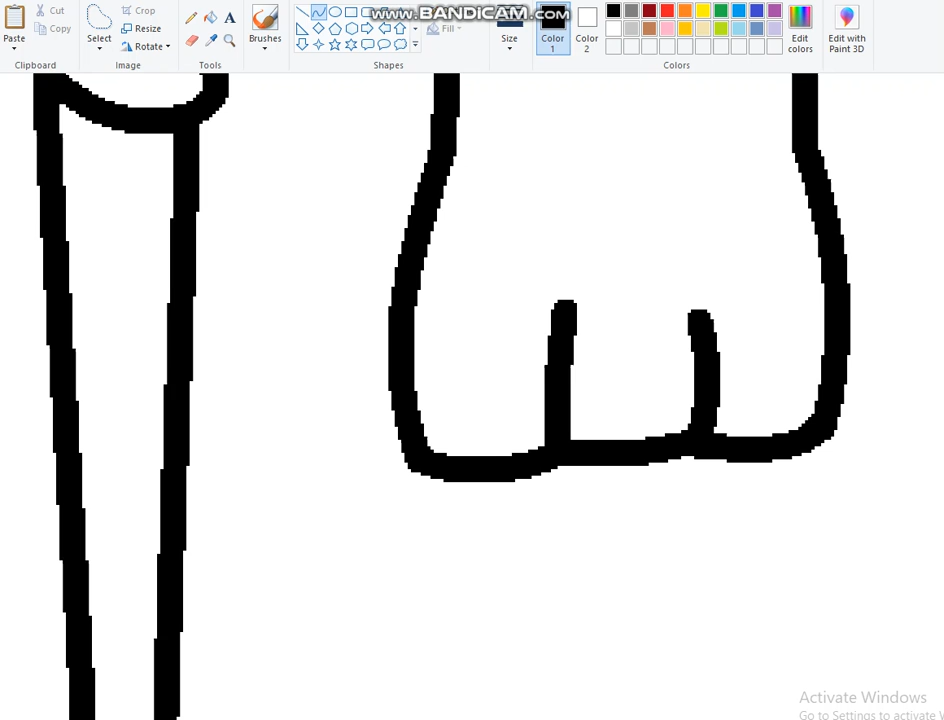 www.BANDICAM.com
Paste
Cut
Copy
Clipboard
Select
Crop
Resize
Rotate
Image
Tools
Brushes
Fill
Shapes
Size
Color
1
Color
2
Edit
colors
Colors
Edit with
Paint 3D
Activate Windows
Go to Settings to activate W